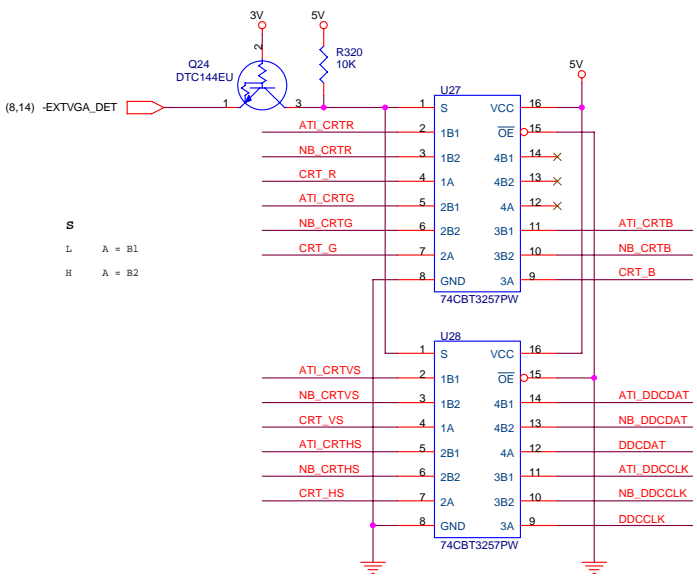 3V
5V
2
Q24
DTC144EU
R320
10K
5V
(8,14) -EXTVGA_DET
1
3
U27
1 S VCC 16
ATI_CRTR 2 1B1 OE 15
NB_CRTR 3 1B2 4B1 14
CRT_R 4 1A 4B2 13
ATI_CRTG 5 2B1 4A 12
NB_CRTG 6 2B2 3B1 11 ATI_CRTB
CRT_G 7 2A 3B2 10 NB_CRTB
8 GND 3A 9 CRT_B
74CBT3257PW
S
L A = B1
H A = B2
U28
1 S VCC 16
ATI_CRTVS 2 1B1 OE 15
NB_CRTVS 3 1B2 4B1 14 ATI_DDCDAT
CRT_VS 4 1A 4B2 13 NB_DDCDAT
ATI_CRTHS 5 2B1 4A 12 DDCDAT
NB_CRTHS 6 2B2 3B1 11 ATI_DDCCLK
CRT_HS 7 2A 3B2 10 NB_DDCCLK
8 GND 3A 9 DDCCLK
74CBT3257PW